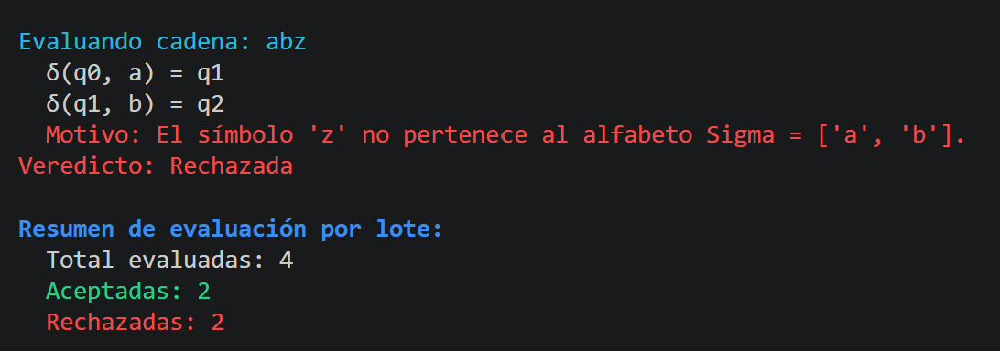 Evaluando cadena: abz
δ(q0, a) = q1
δ(q1, b) = q2
Motivo: El símbolo 'z' no pertenece al alfabeto Sigma = ['a', 'b'].
Veredicto: Rechazada
Resumen de evaluación por lote:
Total evaluadas: 4
Aceptadas: 2
Rechazadas: 2